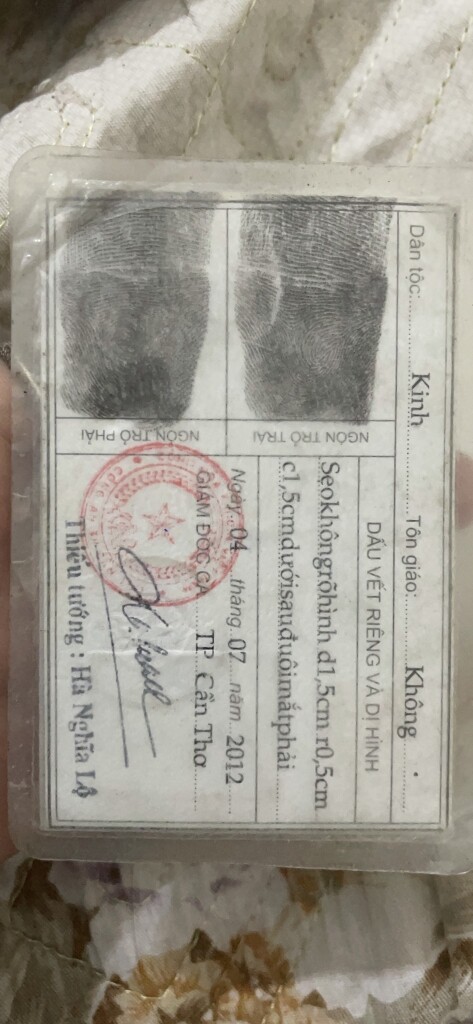 Dân tộc: Kinh Tôn giáo: Không
NGÓN TRỎ TRÁI
NGÓN TRỎ PHẢI
DẤU VẾT RIÊNG VÀ DỊ HÌNH
Sẹokhôngrõhình d1,5cm r0,5cm
c1,5cmdướisauđuôimắtphải
Ngày 04 tháng 07 năm 2012
GIÁM ĐỐC CA TP Cần Thơ
Thiếu tướng : Hà Nghĩa Lộ